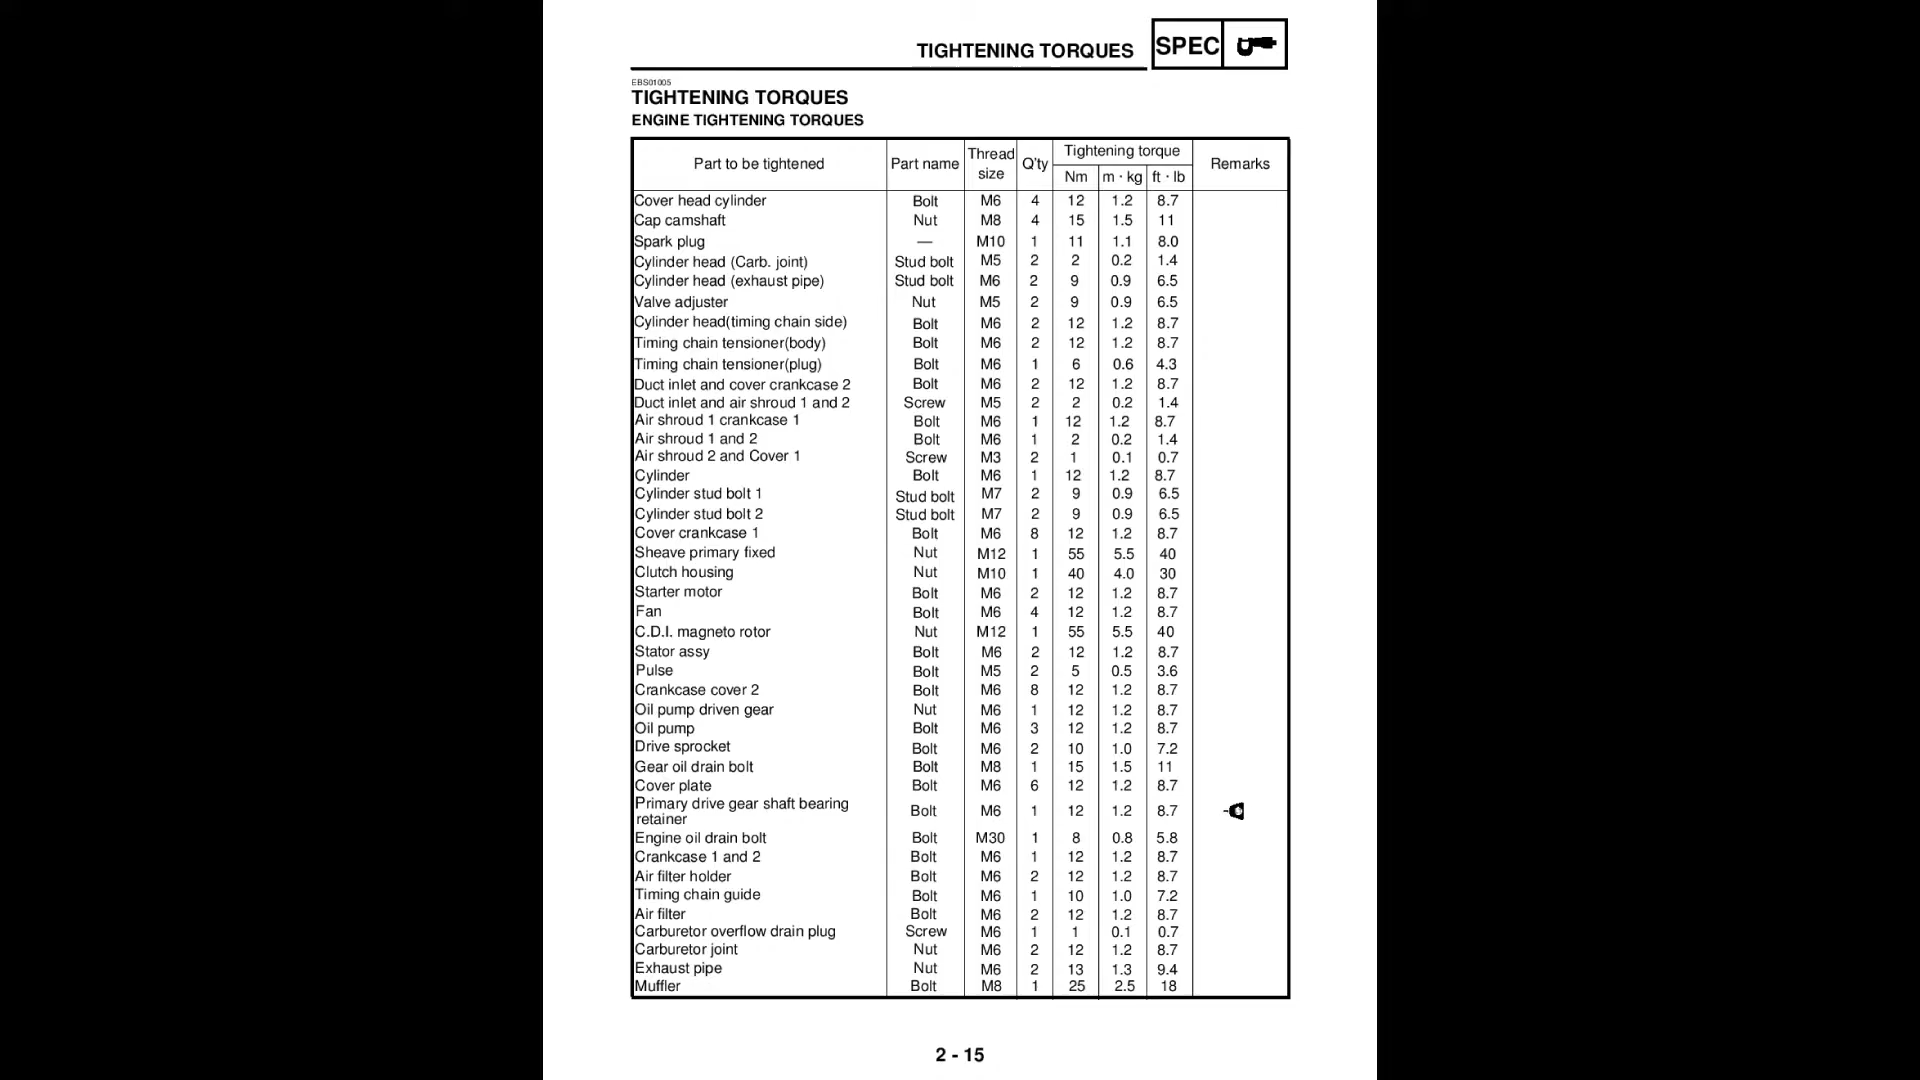 TIGHTENING TORQUES SPEC
EBS01005
TIGHTENING TORQUES
ENGINE TIGHTENING TORQUES
Part to be tightened Part name Thread size Q'ty Tightening torque Remarks
Nm m · kg ft · lb
Cover head cylinder Bolt M6 4 12 1.2 8.7
Cap camshaft Nut M8 4 15 1.5 11
Spark plug — M10 1 11 1.1 8.0
Cylinder head (Carb. joint) Stud bolt M5 2 2 0.2 1.4
Cylinder head (exhaust pipe) Stud bolt M6 2 9 0.9 6.5
Valve adjuster Nut M5 2 9 0.9 6.5
Cylinder head(timing chain side) Bolt M6 2 12 1.2 8.7
Timing chain tensioner(body) Bolt M6 2 12 1.2 8.7
Timing chain tensioner(plug) Bolt M6 1 6 0.6 4.3
Duct inlet and cover crankcase 2 Bolt M6 2 12 1.2 8.7
Duct inlet and air shroud 1 and 2 Screw M5 2 2 0.2 1.4
Air shroud 1 crankcase 1 Bolt M6 1 12 1.2 8.7
Air shroud 1 and 2 Bolt M6 1 2 0.2 1.4
Air shroud 2 and Cover 1 Screw M3 2 1 0.1 0.7
Cylinder Bolt M6 1 12 1.2 8.7
Cylinder stud bolt 1 Stud bolt M7 2 9 0.9 6.5
Cylinder stud bolt 2 Stud bolt M7 2 9 0.9 6.5
Cover crankcase 1 Bolt M6 8 12 1.2 8.7
Sheave primary fixed Nut M12 1 55 5.5 40
Clutch housing Nut M10 1 40 4.0 30
Starter motor Bolt M6 2 12 1.2 8.7
Fan Bolt M6 4 12 1.2 8.7
C.D.I. magneto rotor Nut M12 1 55 5.5 40
Stator assy Bolt M6 2 12 1.2 8.7
Pulse Bolt M5 2 5 0.5 3.6
Crankcase cover 2 Bolt M6 8 12 1.2 8.7
Oil pump driven gear Nut M6 1 12 1.2 8.7
Oil pump Bolt M6 3 12 1.2 8.7
Drive sprocket Bolt M6 2 10 1.0 7.2
Gear oil drain bolt Bolt M8 1 15 1.5 11
Cover plate Bolt M6 6 12 1.2 8.7
Primary drive gear shaft bearing
retainer Bolt M6 1 12 1.2 8.7
Engine oil drain bolt Bolt M30 1 8 0.8 5.8
Crankcase 1 and 2 Bolt M6 1 12 1.2 8.7
Air filter holder Bolt M6 2 12 1.2 8.7
Timing chain guide Bolt M6 1 10 1.0 7.2
Air filter Bolt M6 2 12 1.2 8.7
Carburetor overflow drain plug Screw M6 1 1 0.1 0.7
Carburetor joint Nut M6 2 12 1.2 8.7
Exhaust pipe Nut M6 2 13 1.3 9.4
Muffler Bolt M8 1 25 2.5 18
2 - 15